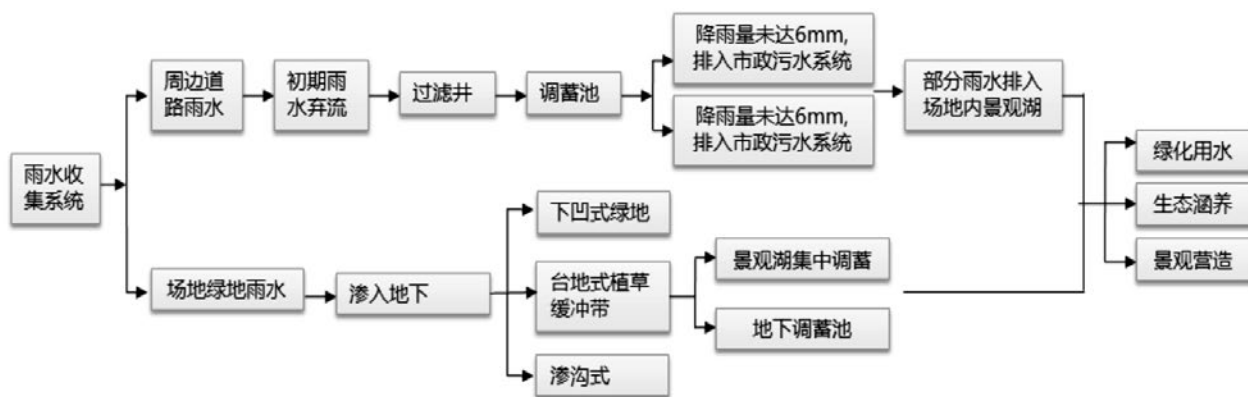 雨水收
集系统
周边道
路雨水
初期雨
水弃流
过滤井
调蓄池
降雨量未达6mm,
排入市政污水系统
降雨量未达6mm,
排入市政污水系统
部分雨水排入
场地内景观湖
场地绿地雨水
渗入地下
下凹式绿地
台地式植草
缓冲带
渗沟式
景观湖集中调蓄
地下调蓄池
绿化用水
生态涵养
景观营造